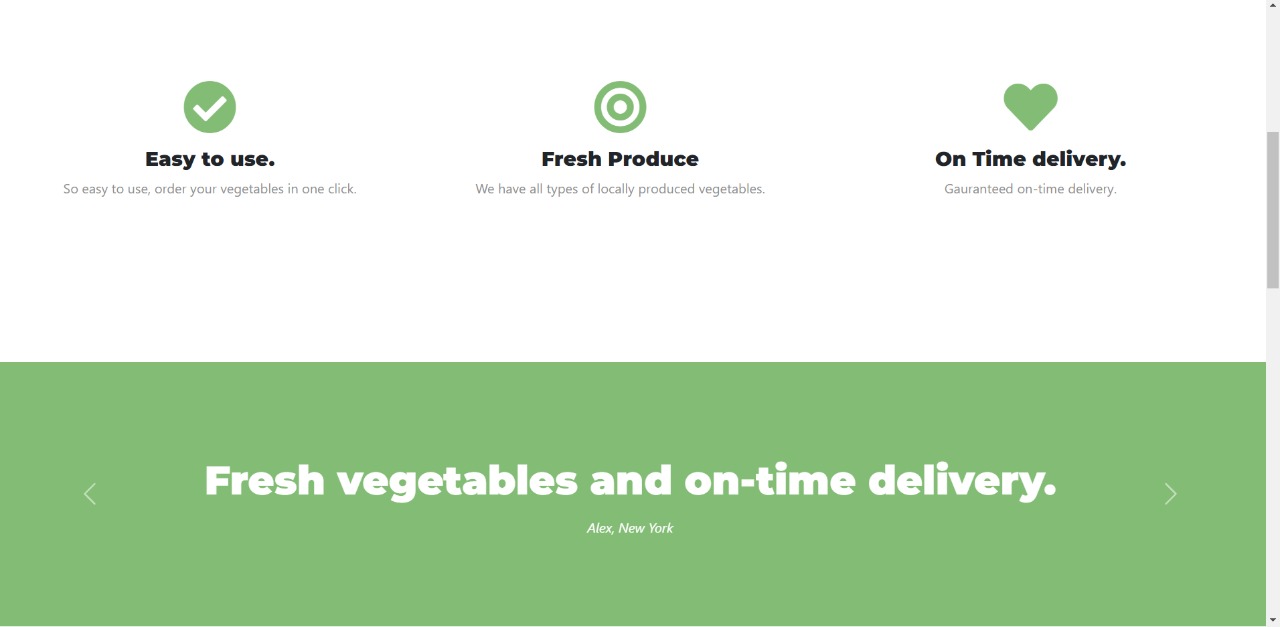 Easy to use.
So easy to use, order your vegetables in one click.
Fresh Produce
We have all types of locally produced vegetables.
On Time delivery.
Gauranteed on-time delivery.
Fresh vegetables and on-time delivery.
Alex, New York